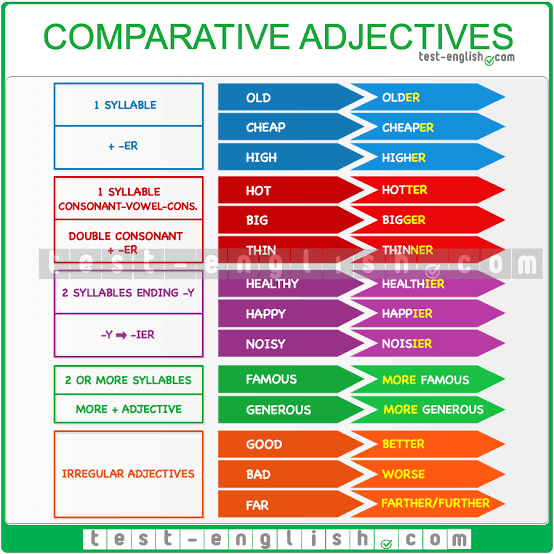 COMPARATIVE ADJECTIVES
test-english.com
1 SYLLABLE
+ -ER
OLD OLDER
CHEAP CHEAPER
HIGH HIGHER
1 SYLLABLE
CONSONANT-VOWEL-CONS.
DOUBLE CONSONANT
+ -ER
HOT HOTTER
BIG BIGGER
THIN THINNER
test-english.com
2 SYLLABLES ENDING -Y
-Y ➡ -IER
HEALTHY HEALTHIER
HAPPY HAPPIER
NOISY NOISIER
2 OR MORE SYLLABLES
MORE + ADJECTIVE
FAMOUS MORE FAMOUS
GENEROUS MORE GENEROUS
IRREGULAR ADJECTIVES
GOOD BETTER
BAD WORSE
FAR FARTHER/FURTHER
test-english.com